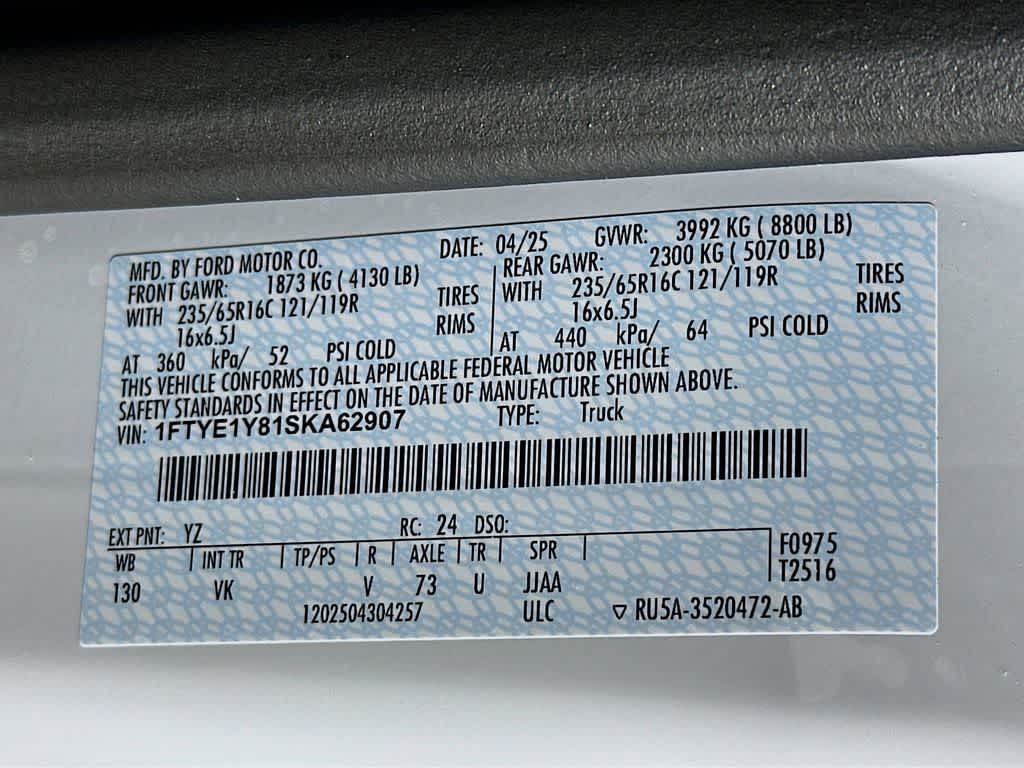 MFD. BY FORD MOTOR CO. DATE: 04/25 GVWR: 3992 KG ( 8800 LB)
FRONT GAWR: 1873 KG ( 4130 LB) REAR GAWR: 2300 KG ( 5070 LB)
WITH 235/65R16C 121/119R TIRES WITH 235/65R16C 121/119R TIRES
16x6.5J RIMS 16x6.5J RIMS
AT 360 kPa/ 52 PSI COLD AT 440 kPa/ 64 PSI COLD
THIS VEHICLE CONFORMS TO ALL APPLICABLE FEDERAL MOTOR VEHICLE
SAFETY STANDARDS IN EFFECT ON THE DATE OF MANUFACTURE SHOWN ABOVE.
VIN: 1FTYE1Y81SKA62907 TYPE: Truck
EXT PNT: YZ RC: 24 DSO:
WB INT TR TP/PS R AXLE TR SPR F0975
130 VK V 73 U JJAA T2516
1202504304257 ULC ▽ RU5A-3520472-AB